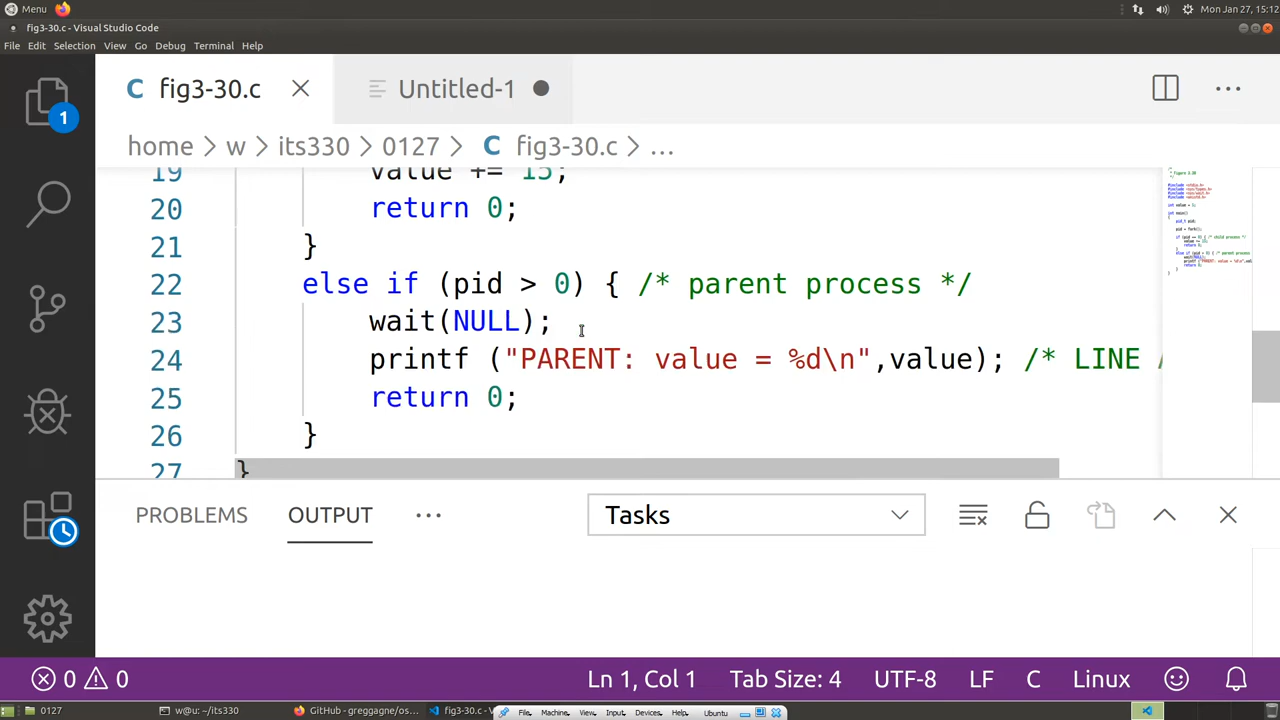 Menu
Mon Jan 27, 15:12
fig3-30.c - Visual Studio Code
File Edit Selection View Go Debug Terminal Help
C fig3-30.c Untitled-1
home > w > its330 > 0127 > C fig3-30.c > ...
19 value += 15;
20 return 0;
21 }
22 else if (pid > 0) { /* parent process */
23 wait(NULL);
24 printf ("PARENT: value = %d\n",value); /* LINE
25 return 0;
26 }
27 }
1
PROBLEMS OUTPUT ... Tasks
0 0 Ln 1, Col 1 Tab Size: 4 UTF-8 LF C Linux
0127 w@u: ~/its330 GitHub - greggagne/os... fig3-30.c - V File, Machine, View, Input, Devices, Help, Ubuntu